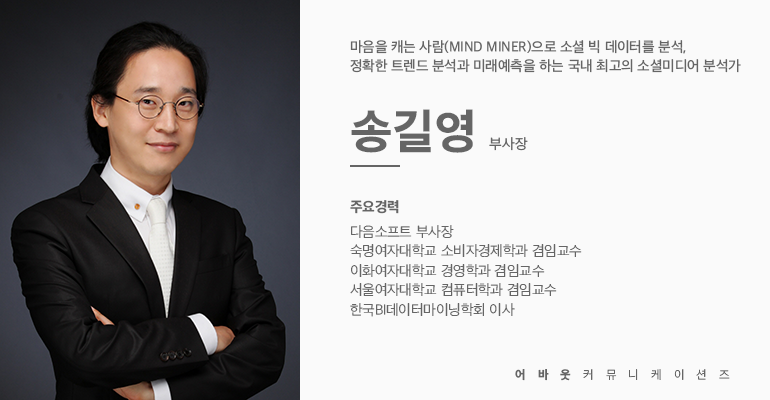 마음을 캐는 사람(MIND MINER)으로 소셜 빅 데이터를 분석,
정확한 트렌드 분석과 미래예측을 하는 국내 최고의 소셜미디어 분석가
송길영 부사장
주요경력
다음소프트 부사장
숙명여자대학교 소비자경제학과 겸임교수
이화여자대학교 경영학과 겸임교수
서울여자대학교 컴퓨터학과 겸임교수
한국BI데이터마이닝학회 이사
어바웃커뮤니케이션즈